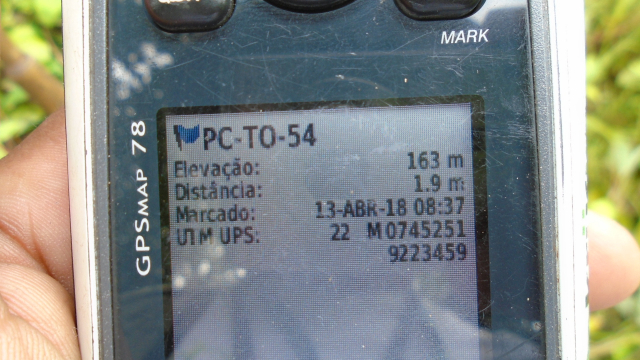 MARK
GPSMAP 78
PC-TO-54
Elevação: 163 m
Distância: 1.9 m
Marcado: 13-ABR-18 08:37
UTM UPS: 22 M 0745251
9223459